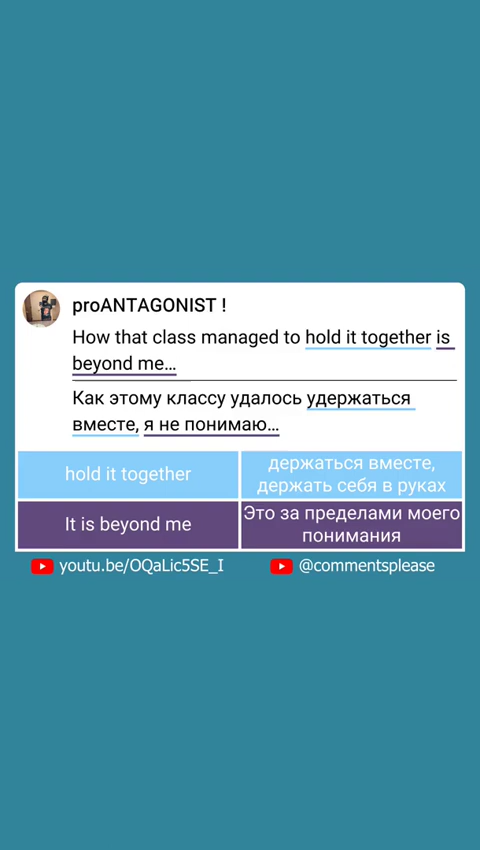 proANTAGONIST !
How that class managed to hold it together is
beyond me…
Как этому классу удалось удержаться
вместе, я не понимаю…
hold it together
держаться вместе,
держать себя в руках
It is beyond me
Это за пределами моего
понимания
youtu.be/OQaLic5SE_I
@commentsplease